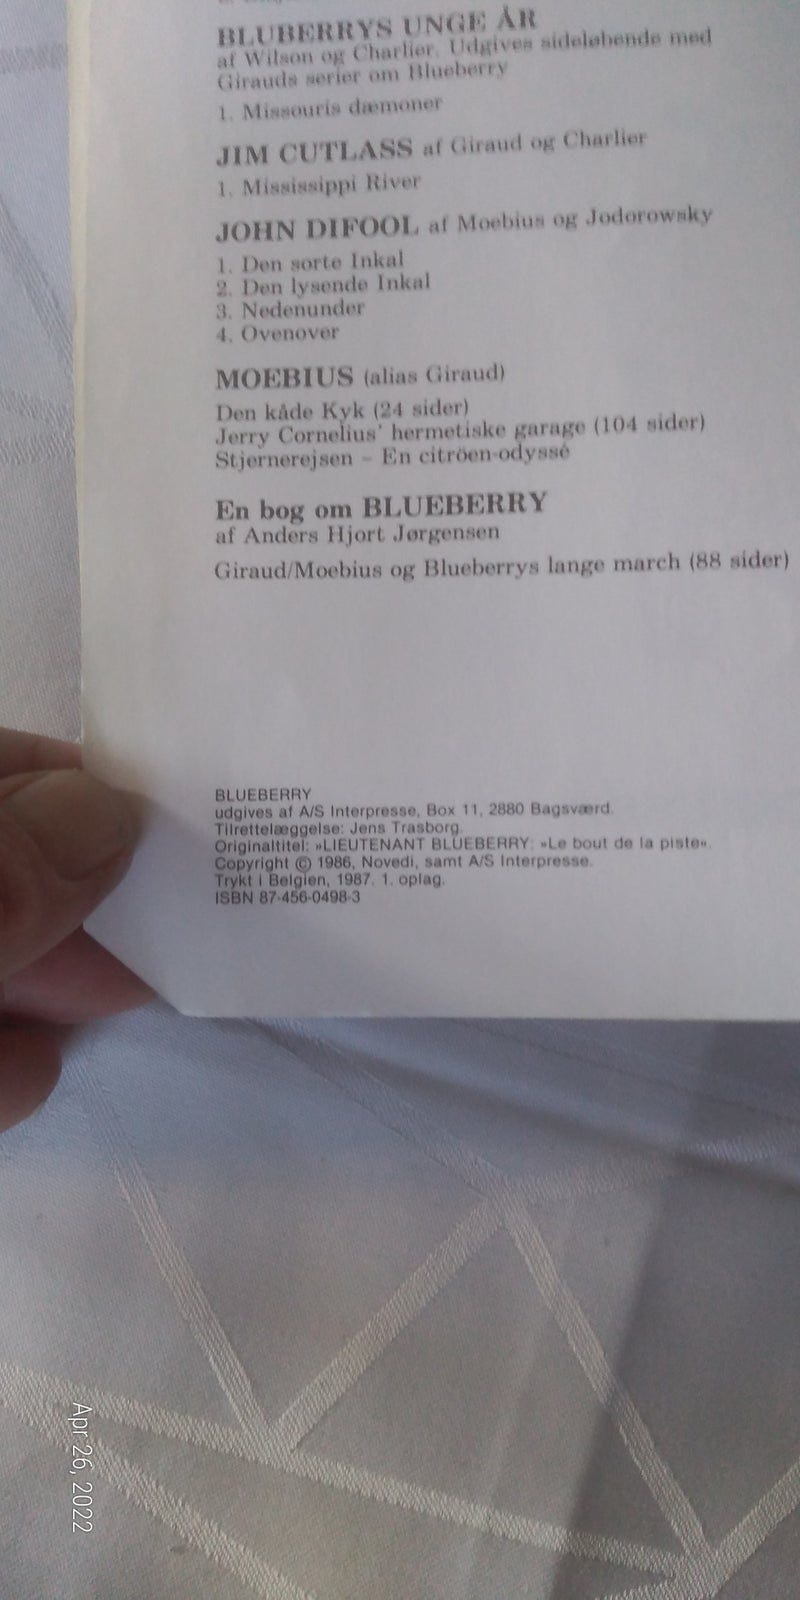 BLUBERRYS UNGE ÅR
af Wilson og Charlier. Udgives sideløbende med
Girauds serier om Blueberry
1. Missouris dæmoner
JIM CUTLASS af Giraud og Charlier
1. Mississippi River
JOHN DIFOOL af Moebius og Jodorowsky
1. Den sorte Inkal
2. Den lysende Inkal
3. Nedenunder
4. Ovenover
MOEBIUS (alias Giraud)
Den kåde Kyk (24 sider)
Jerry Cornelius' hermetiske garage (104 sider)
Stjernerejsen – En citröen-odyssé
En bog om BLUEBERRY
af Anders Hjort Jørgensen
Giraud/Moebius og Blueberrys lange march (88 sider)
BLUEBERRY
udgives af A/S Interpresse, Box 11, 2880 Bagsværd.
Tilrettelæggelse: Jens Trasborg.
Originaltitel: »LIEUTENANT BLUEBERRY: »Le bout de la piste«.
Copyright © 1986, Novedi, samt A/S Interpresse.
Trykt i Belgien, 1987. 1. oplag.
ISBN 87-456-0498-3
Apr 26, 2022